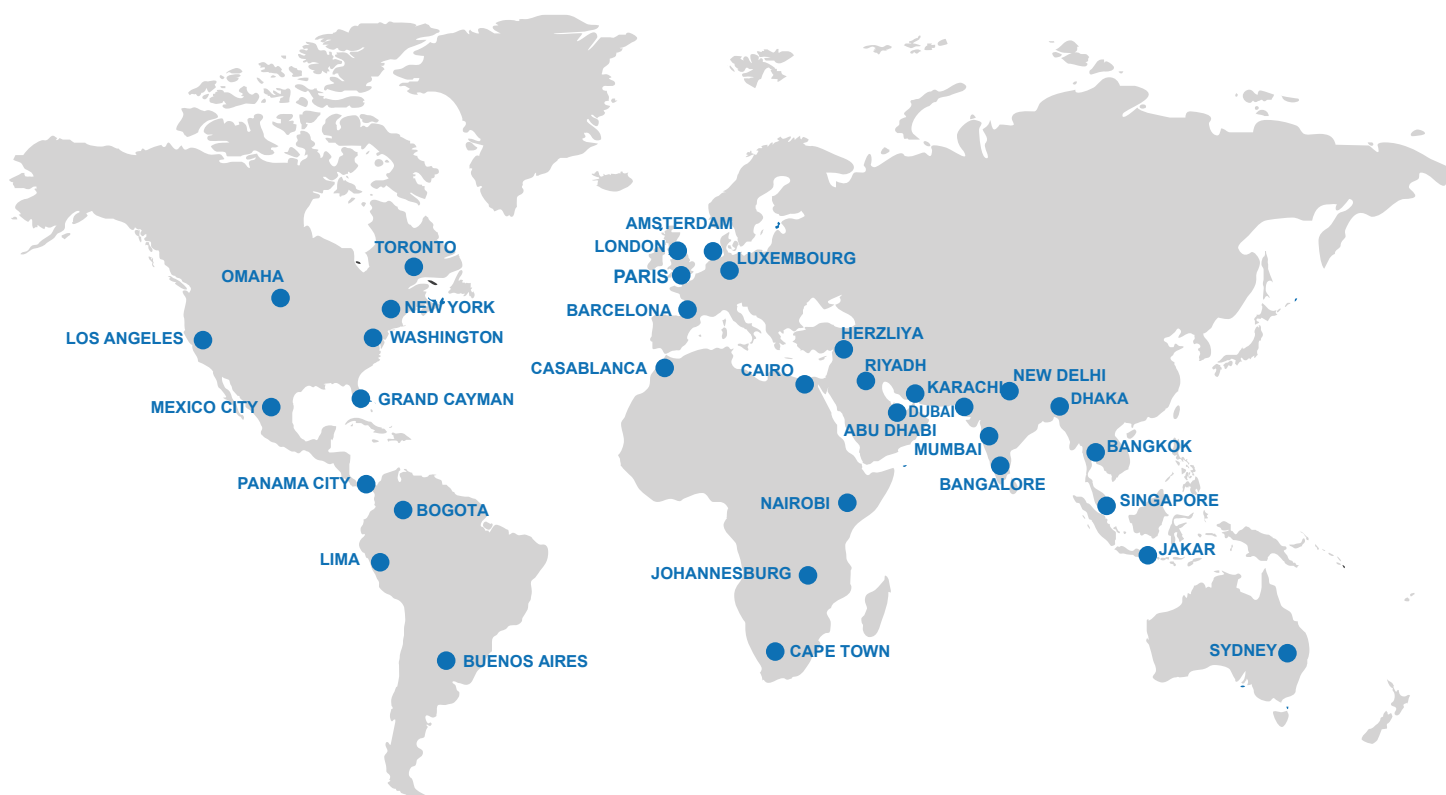 AMSTERDAM
LONDON
LUXEMBOURG
PARIS
BARCELONA
TORONTO
OMAHA
NEW YORK
LOS ANGELES
WASHINGTON
MEXICO CITY
GRAND CAYMAN
PANAMA CITY
BOGOTA
LIMA
BUENOS AIRES
CASABLANCA
CAIRO
HERZLIYA
RIYADH
KARACHI
NEW DELHI
DUBAI
DHAKA
ABU DHABI
MUMBAI
BANGALORE
BANGKOK
NAIROBI
SINGAPORE
JAKAR
JOHANNESBURG
CAPE TOWN
SYDNEY